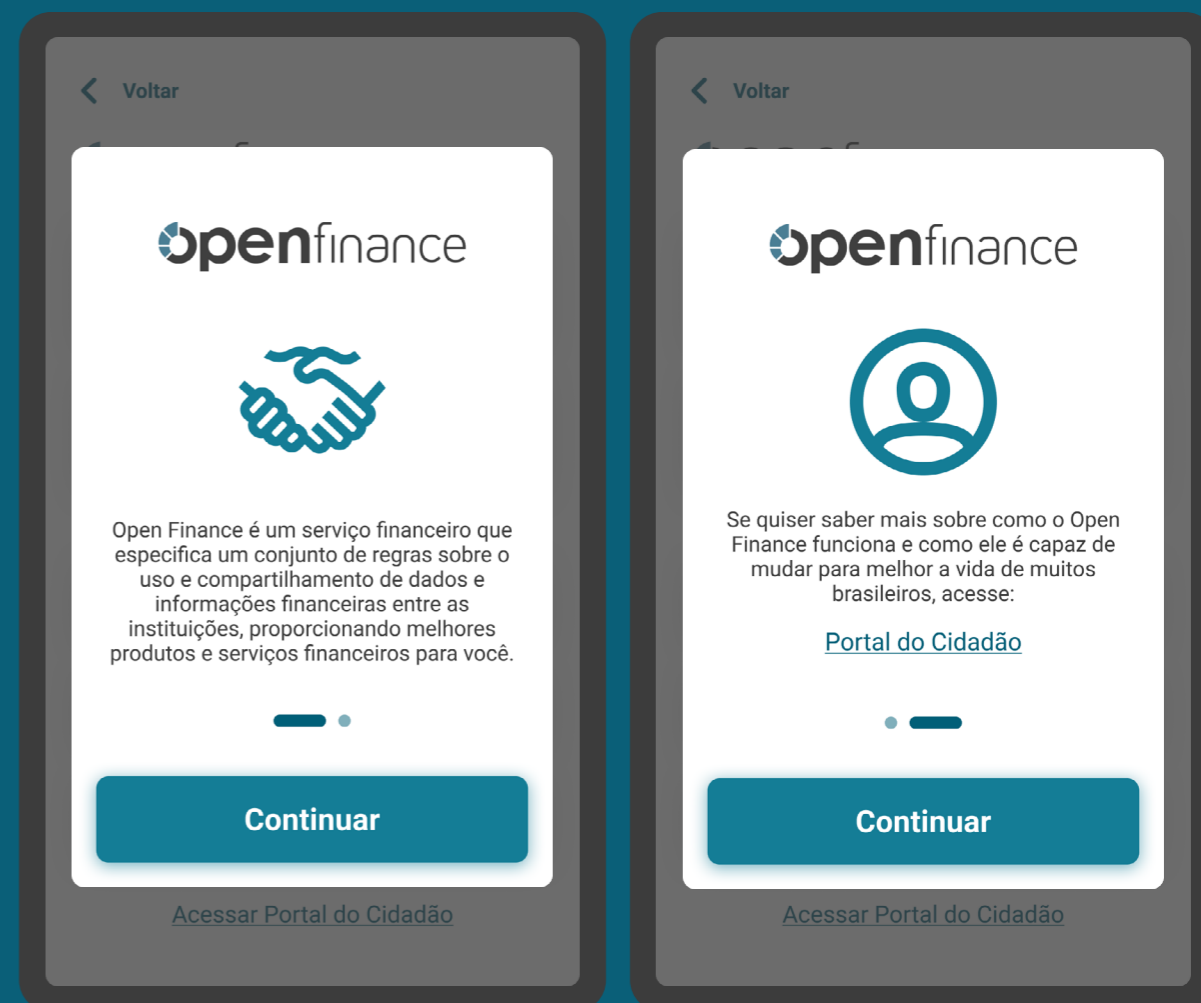 Voltar
openfinance
Open Finance é um serviço financeiro que
especifica um conjunto de regras sobre o
uso e compartilhamento de dados e
informações financeiras entre as
instituições, proporcionando melhores
produtos e serviços financeiros para você.
Continuar
Acessar Portal do Cidadão
Voltar
openfinance
Se quiser saber mais sobre como o Open
Finance funciona e como ele é capaz de
mudar para melhor a vida de muitos
brasileiros, acesse:
Portal do Cidadão
Continuar
Acessar Portal do Cidadão